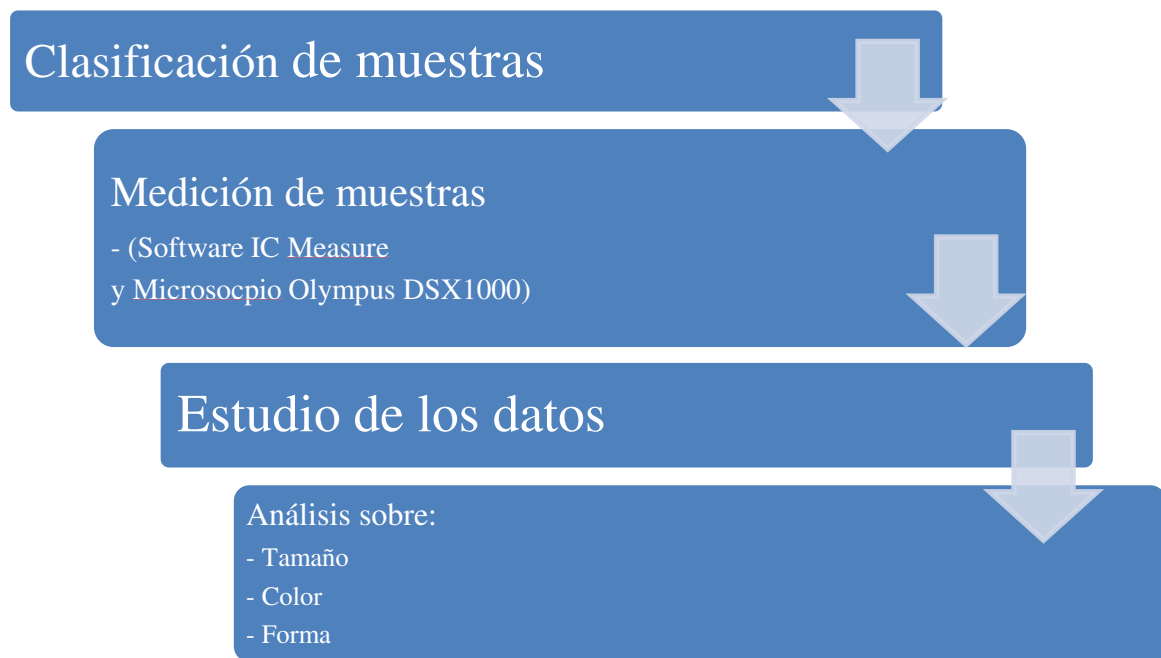 Clasificación de muestras
Medición de muestras
- (Software IC Measure
y Microsocpio Olympus DSX1000)
Estudio de los datos
Análisis sobre:
- Tamaño
- Color
- Forma